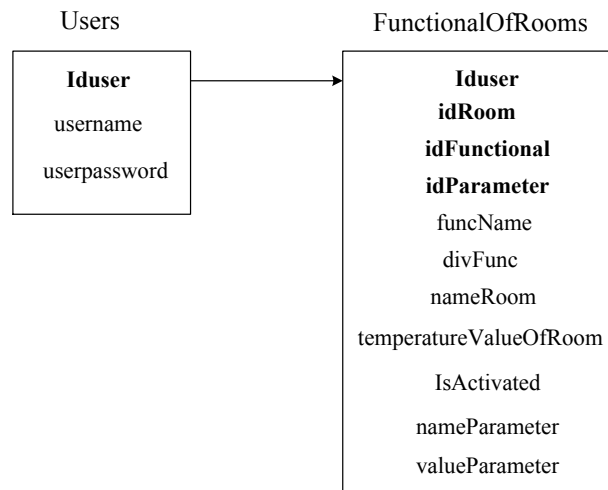 Users
Iduser
username
userpassword
FunctionalOfRooms
Iduser
idRoom
idFunctional
idParameter
funcName
divFunc
nameRoom
temperatureValueOfRoom
IsActivated
nameParameter
valueParameter